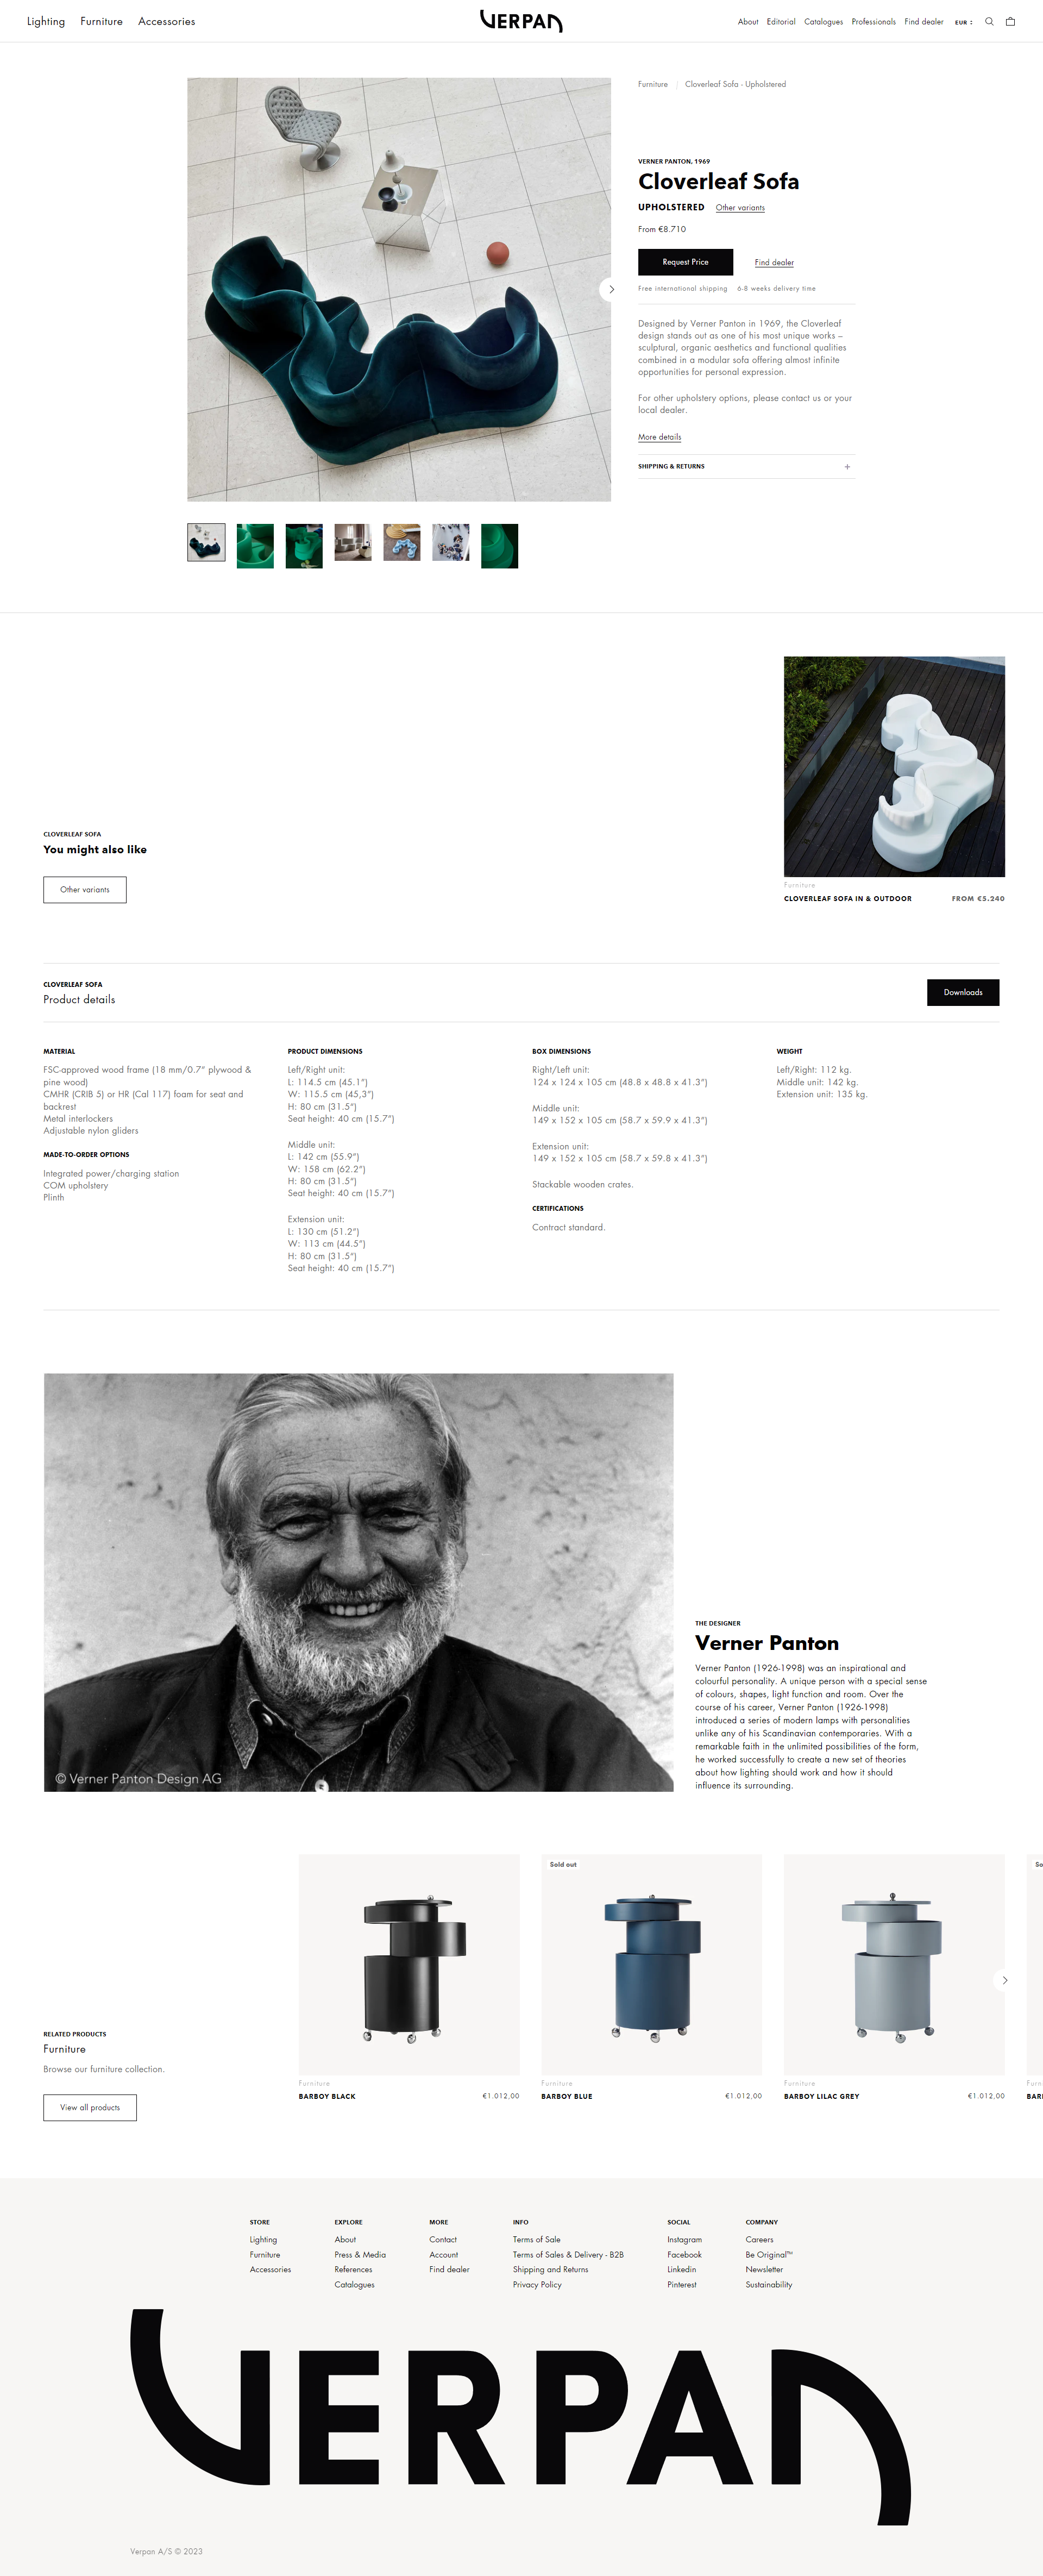 Lighting Furniture Accessories
VERPAN
About Editorial Catalogues Professionals Find dealer EUR
Furniture | Cloverleaf Sofa - Upholstered
VERNER PANTON, 1969
Cloverleaf Sofa
UPHOLSTERED Other variants
From €8.710
Request Price Find dealer
Free international shipping 6-8 weeks delivery time
Designed by Verner Panton in 1969, the Cloverleaf
design stands out as one of his most unique works –
sculptural, organic aesthetics and functional qualities
combined in a modular sofa offering almost infinite
opportunities for personal expression.
For other upholstery options, please contact us or your
local dealer.
More details
SHIPPING & RETURNS +
CLOVERLEAF SOFA
You might also like
Other variants
Furniture
CLOVERLEAF SOFA IN & OUTDOOR FROM €5.240
CLOVERLEAF SOFA
Product details
Downloads
MATERIAL
FSC-approved wood frame (18 mm/0.7” plywood &
pine wood)
CMHR (CRIB 5) or HR (Cal 117) foam for seat and
backrest
Metal interlockers
Adjustable nylon gliders
MADE-TO-ORDER OPTIONS
Integrated power/charging station
COM upholstery
Plinth
PRODUCT DIMENSIONS
Left/Right unit:
L: 114.5 cm (45.1”)
W: 115.5 cm (45,3”)
H: 80 cm (31.5”)
Seat height: 40 cm (15.7”)
Middle unit:
L: 142 cm (55.9”)
W: 158 cm (62.2”)
H: 80 cm (31.5”)
Seat height: 40 cm (15.7”)
Extension unit:
L: 130 cm (51.2”)
W: 113 cm (44.5”)
H: 80 cm (31.5”)
Seat height: 40 cm (15.7”)
BOX DIMENSIONS
Right/Left unit:
124 x 124 x 105 cm (48.8 x 48.8 x 41.3”)
Middle unit:
149 x 152 x 105 cm (58.7 x 59.9 x 41.3”)
Extension unit:
149 x 152 x 105 cm (58.7 x 59.8 x 41.3”)
Stackable wooden crates.
CERTIFICATIONS
Contract standard.
WEIGHT
Left/Right: 112 kg.
Middle unit: 142 kg.
Extension unit: 135 kg.
© Verner Panton Design AG
THE DESIGNER
Verner Panton
Verner Panton (1926-1998) was an inspirational and
colourful personality. A unique person with a special sense
of colours, shapes, light function and room. Over the
course of his career, Verner Panton (1926-1998)
introduced a series of modern lamps with personalities
unlike any of his Scandinavian contemporaries. With a
remarkable faith in the unlimited possibilities of the form,
he worked successfully to create a new set of theories
about how lighting should work and how it should
influence its surrounding.
RELATED PRODUCTS
Furniture
Browse our furniture collection.
View all products
Furniture
BARBOY BLACK €1.012,00
Sold out
Furniture
BARBOY BLUE €1.012,00
Furniture
BARBOY LILAC GREY €1.012,00
So
Furn
BAR
STORE
Lighting
Furniture
Accessories
EXPLORE
About
Press & Media
References
Catalogues
MORE
Contact
Account
Find dealer
INFO
Terms of Sale
Terms of Sales & Delivery - B2B
Shipping and Returns
Privacy Policy
SOCIAL
Instagram
Facebook
Linkedin
Pinterest
COMPANY
Careers
Be Original™
Newsletter
Sustainability
VERPAN
Verpan A/S © 2023